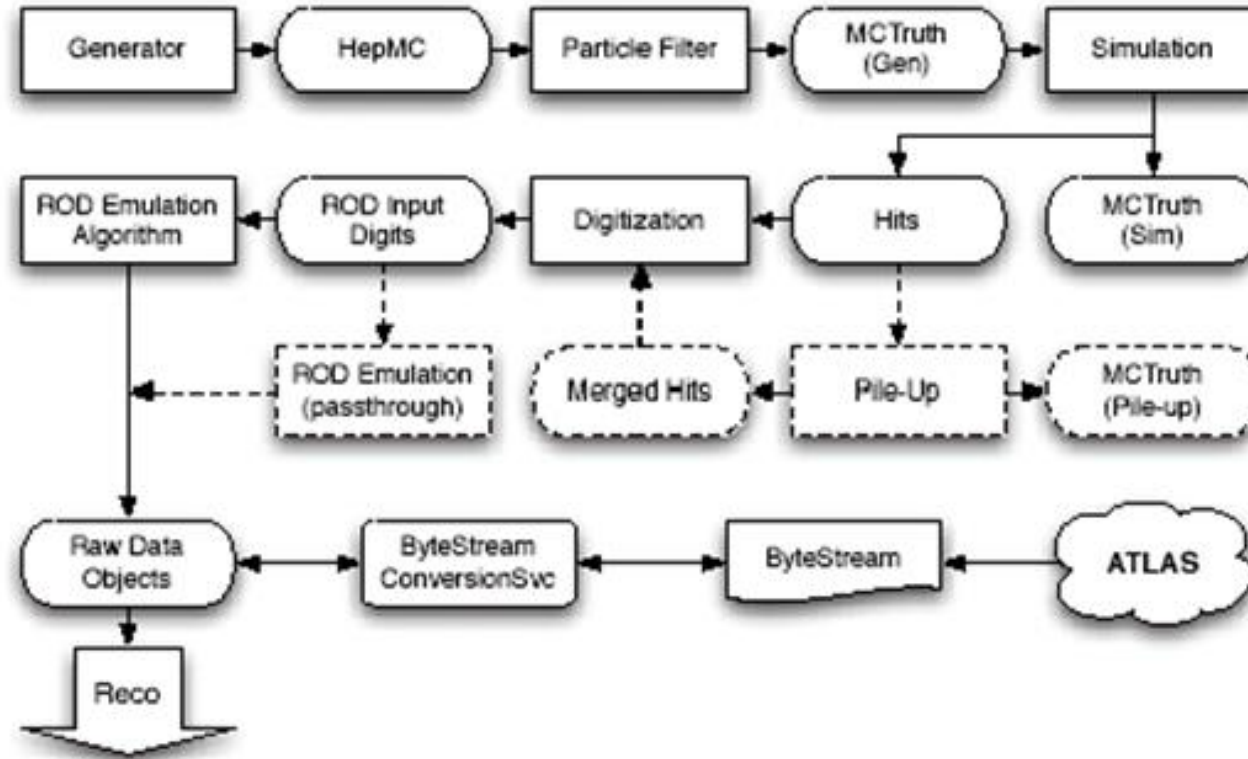 Generator
HepMC
Particle Filter
MCTruth
(Gen)
Simulation
ROD Emulation
Algorithm
ROD Input
Digits
Digitization
Hits
MCTruth
(Sim)
ROD Emulation
(passthrough)
Merged Hits
Pile-Up
MCTruth
(Pile-up)
Raw Data
Objects
ByteStream
ConversionSvc
ByteStream
ATLAS
Reco